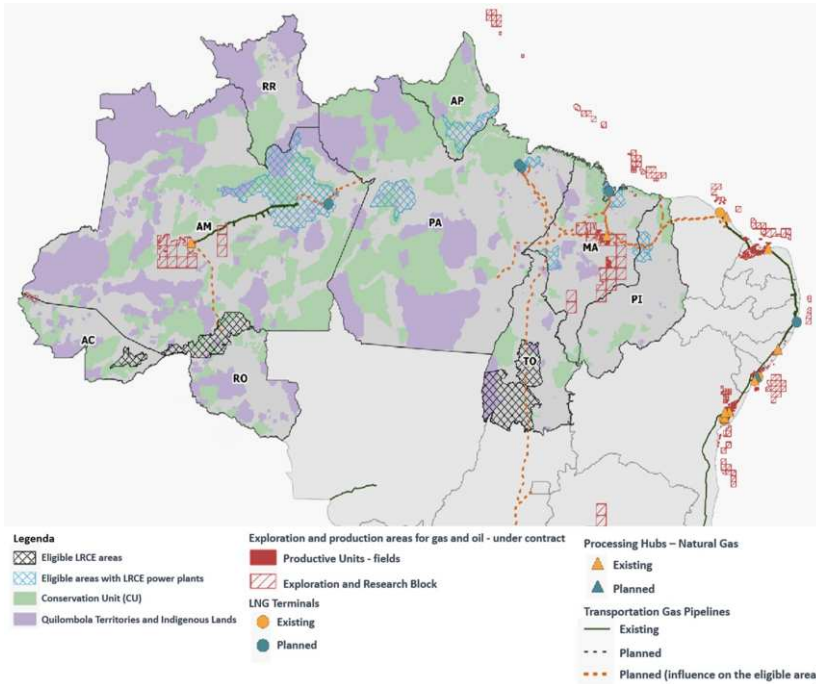 RR
AP
AM
PA
MA
PI
AC
TO
RO
Legenda
Eligible LRCE areas
Eligible areas with LRCE power plants
Conservation Unit (CU)
Quilombola Territories and Indigenous Lands
Exploration and production areas for gas and oil - under contract
Productive Units - fields
Exploration and Research Block
LNG Terminals
Existing
Planned
Processing Hubs – Natural Gas
Existing
Planned
Transportation Gas Pipelines
Existing
Planned
Planned (influence on the eligible area